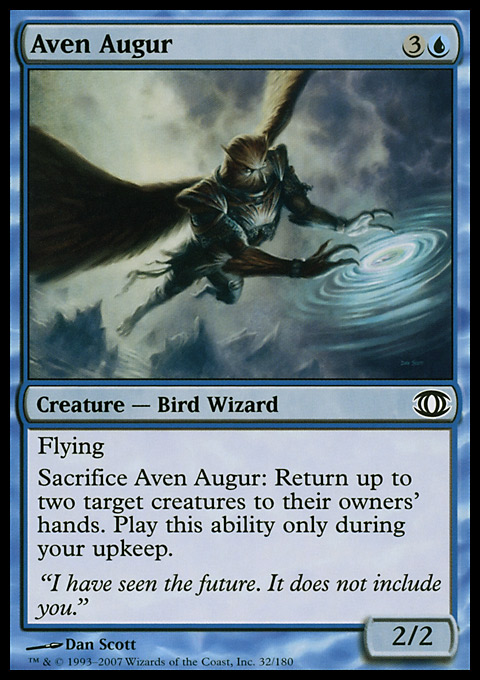 Aven Augur 3
Dan Scott
Creature — Bird Wizard
Flying
Sacrifice Aven Augur: Return up to
two target creatures to their owners’
hands. Play this ability only during
your upkeep.
“I have seen the future. It does not include
you.”
Dan Scott
2/2
™ & © 1993–2007 Wizards of the Coast, Inc. 32/180